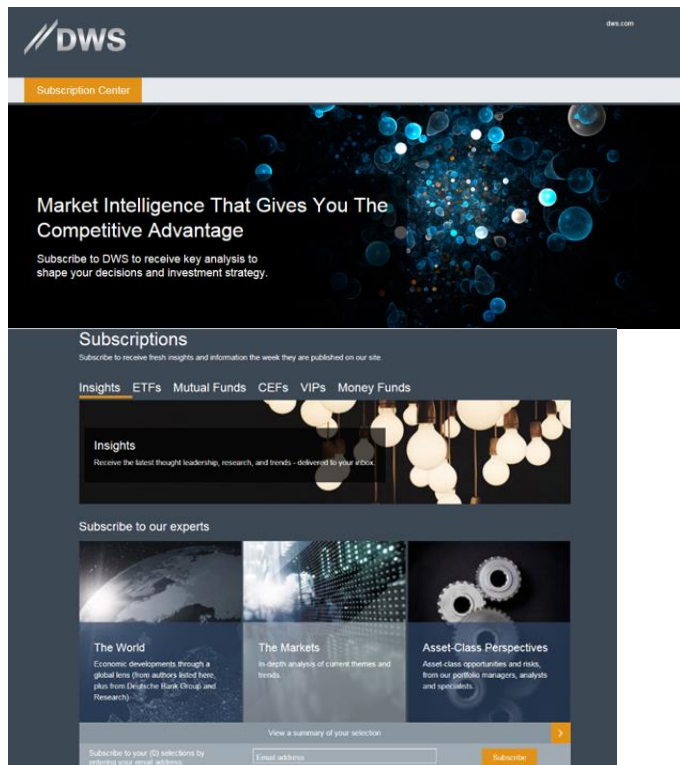 DWS
dws.com
Subscription Center
Market Intelligence That Gives You The
Competitive Advantage
Subscribe to DWS to receive key analysis to
shape your decisions and investment strategy.
Subscriptions
Subscribe to receive fresh insights and information the week they are published on our site.
Insights ETFs Mutual Funds CEFs VIPs Money Funds
Insights
Receive the latest thought leadership, research, and trends - delivered to your inbox.
Subscribe to our experts
The World
Economic developments through a
global lens (from authors listed here,
plus from Deutsche Bank Group and
Research)
The Markets
In-depth analysis of current themes and
trends.
Asset-Class Perspectives
Asset-class opportunities and risks,
from our portfolio managers, analysts
and specialists.
View a summary of your selection
Subscribe to your (0) selections by
entering your email address.
Email address
Subscribe